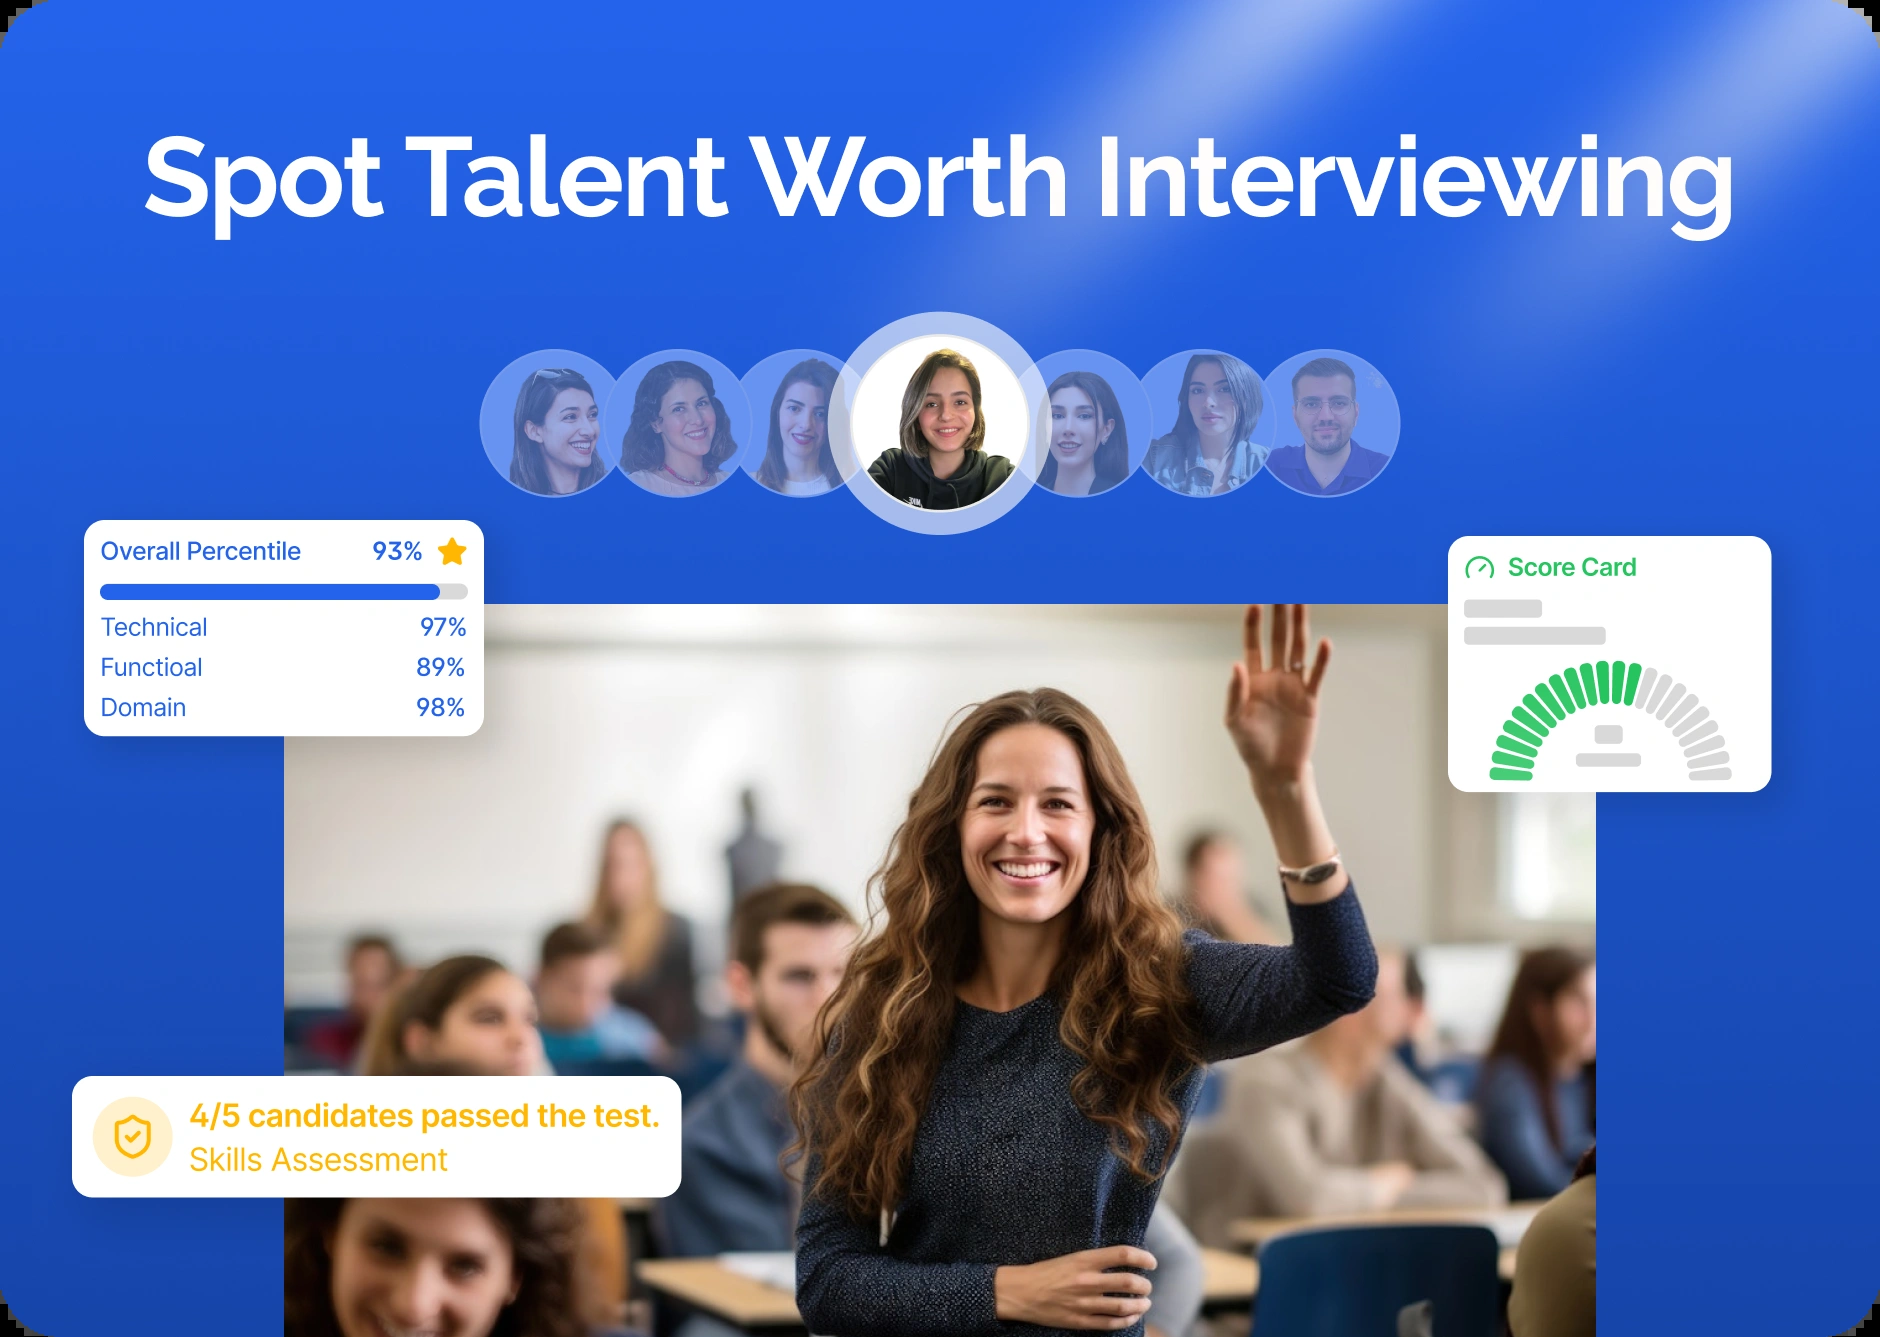 Spot Talent Worth Interviewing
Overall Percentile 93%
Technical 97%
Functioal 89%
Domain 98%
Score Card
4/5 candidates passed the test.
Skills Assessment